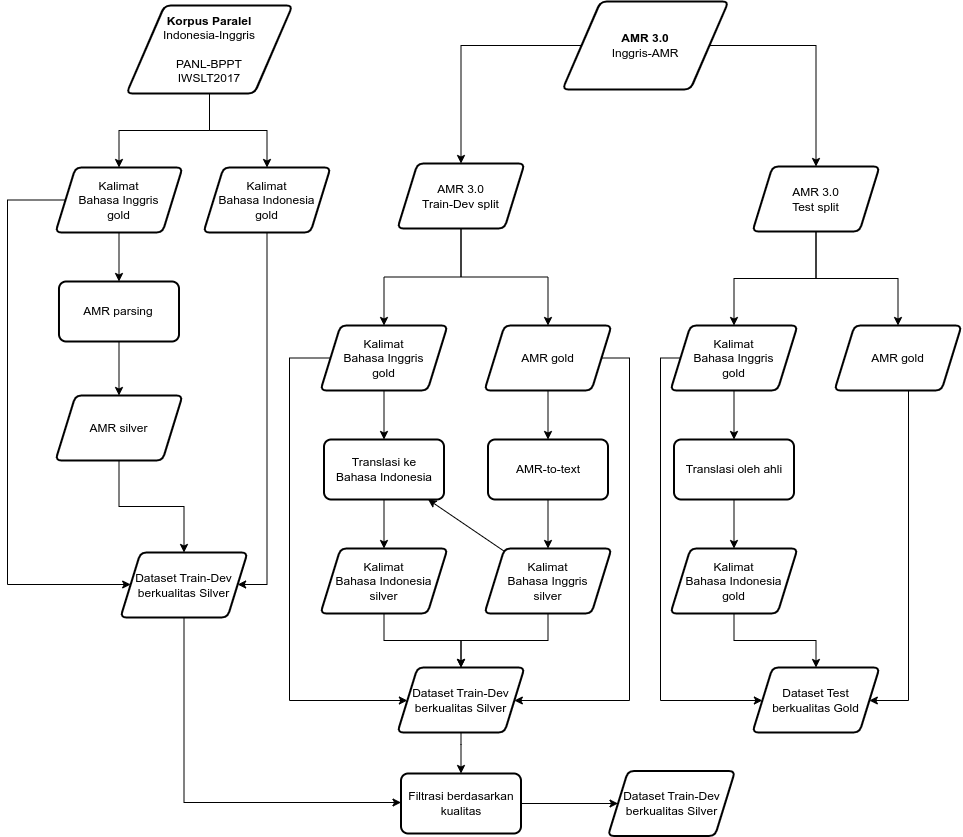 Korpus Paralel
Indonesia-Inggris
PANL-BPPT
IWSLT2017
AMR 3.0
Inggris-AMR
Kalimat
Bahasa Inggris
gold
Kalimat
Bahasa Indonesia
gold
AMR 3.0
Train-Dev split
AMR 3.0
Test split
AMR parsing
Kalimat
Bahasa Inggris
gold
AMR gold
Kalimat
Bahasa Inggris
gold
AMR gold
AMR silver
Translasi ke
Bahasa Indonesia
AMR-to-text
Translasi oleh ahli
Dataset Train-Dev
berkualitas Silver
Kalimat
Bahasa Indonesia
silver
Kalimat
Bahasa Inggris
silver
Kalimat
Bahasa Indonesia
gold
Dataset Train-Dev
berkualitas Silver
Dataset Test
berkualitas Gold
Filtrasi berdasarkan
kualitas
Dataset Train-Dev
berkualitas Silver